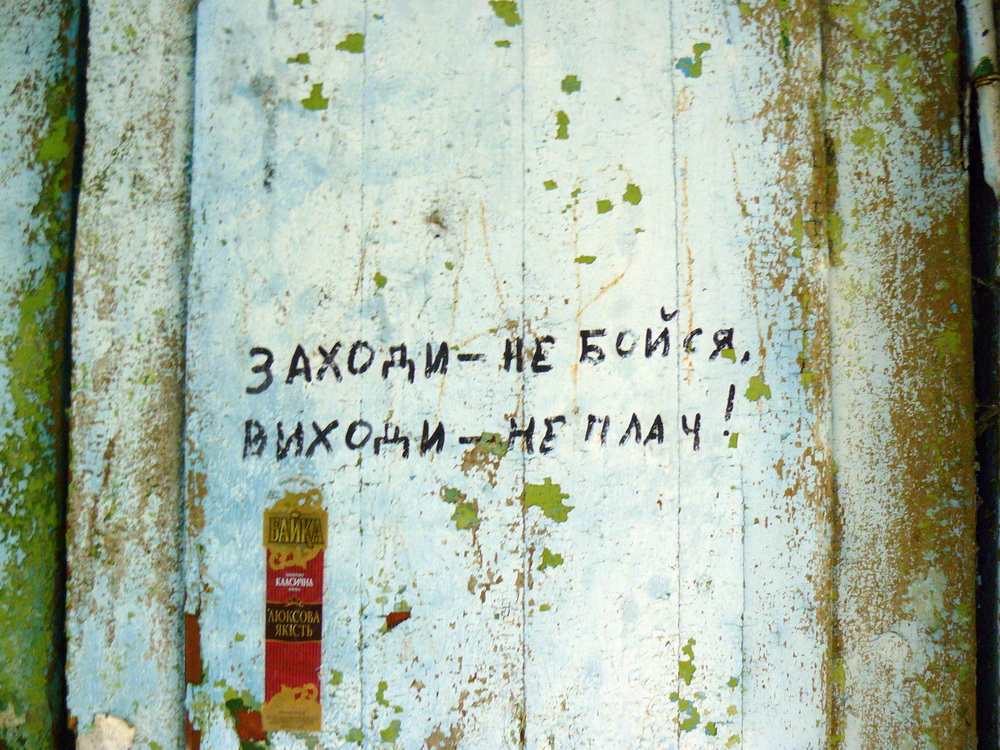 ЗАХОДИ – НЕ БОЙСЯ,
ВИХОДИ – НЕ ПЛАЧ!
БАЙКА
КЛАСИЧНА
ЛЮКСОВА
ЯКІСТЬ